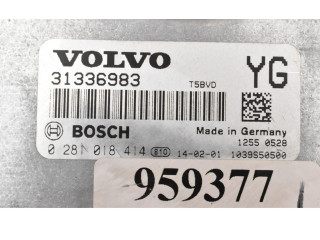 VOLVO
31336983 T5BVD YG
BOSCH Made in Germany
1255 0528
0 281 018 414 E10 14-02-01 1039S50500
959377